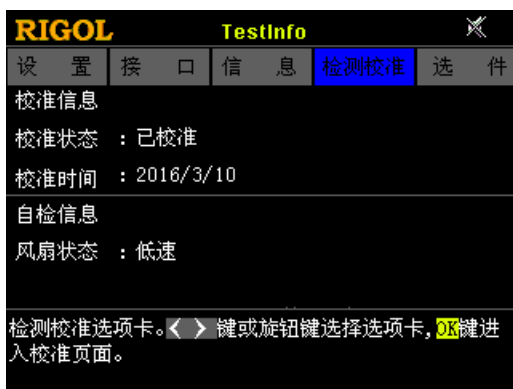 RIGOL TestInfo
设 置 接 口 信 息 检测校准 选 件
校准信息
校准状态 : 已校准
校准时间 : 2016/3/10
自检信息
风扇状态 : 低速
检测校准选项卡。< > 键或旋钮键选择选项卡,OK键进
入校准页面。